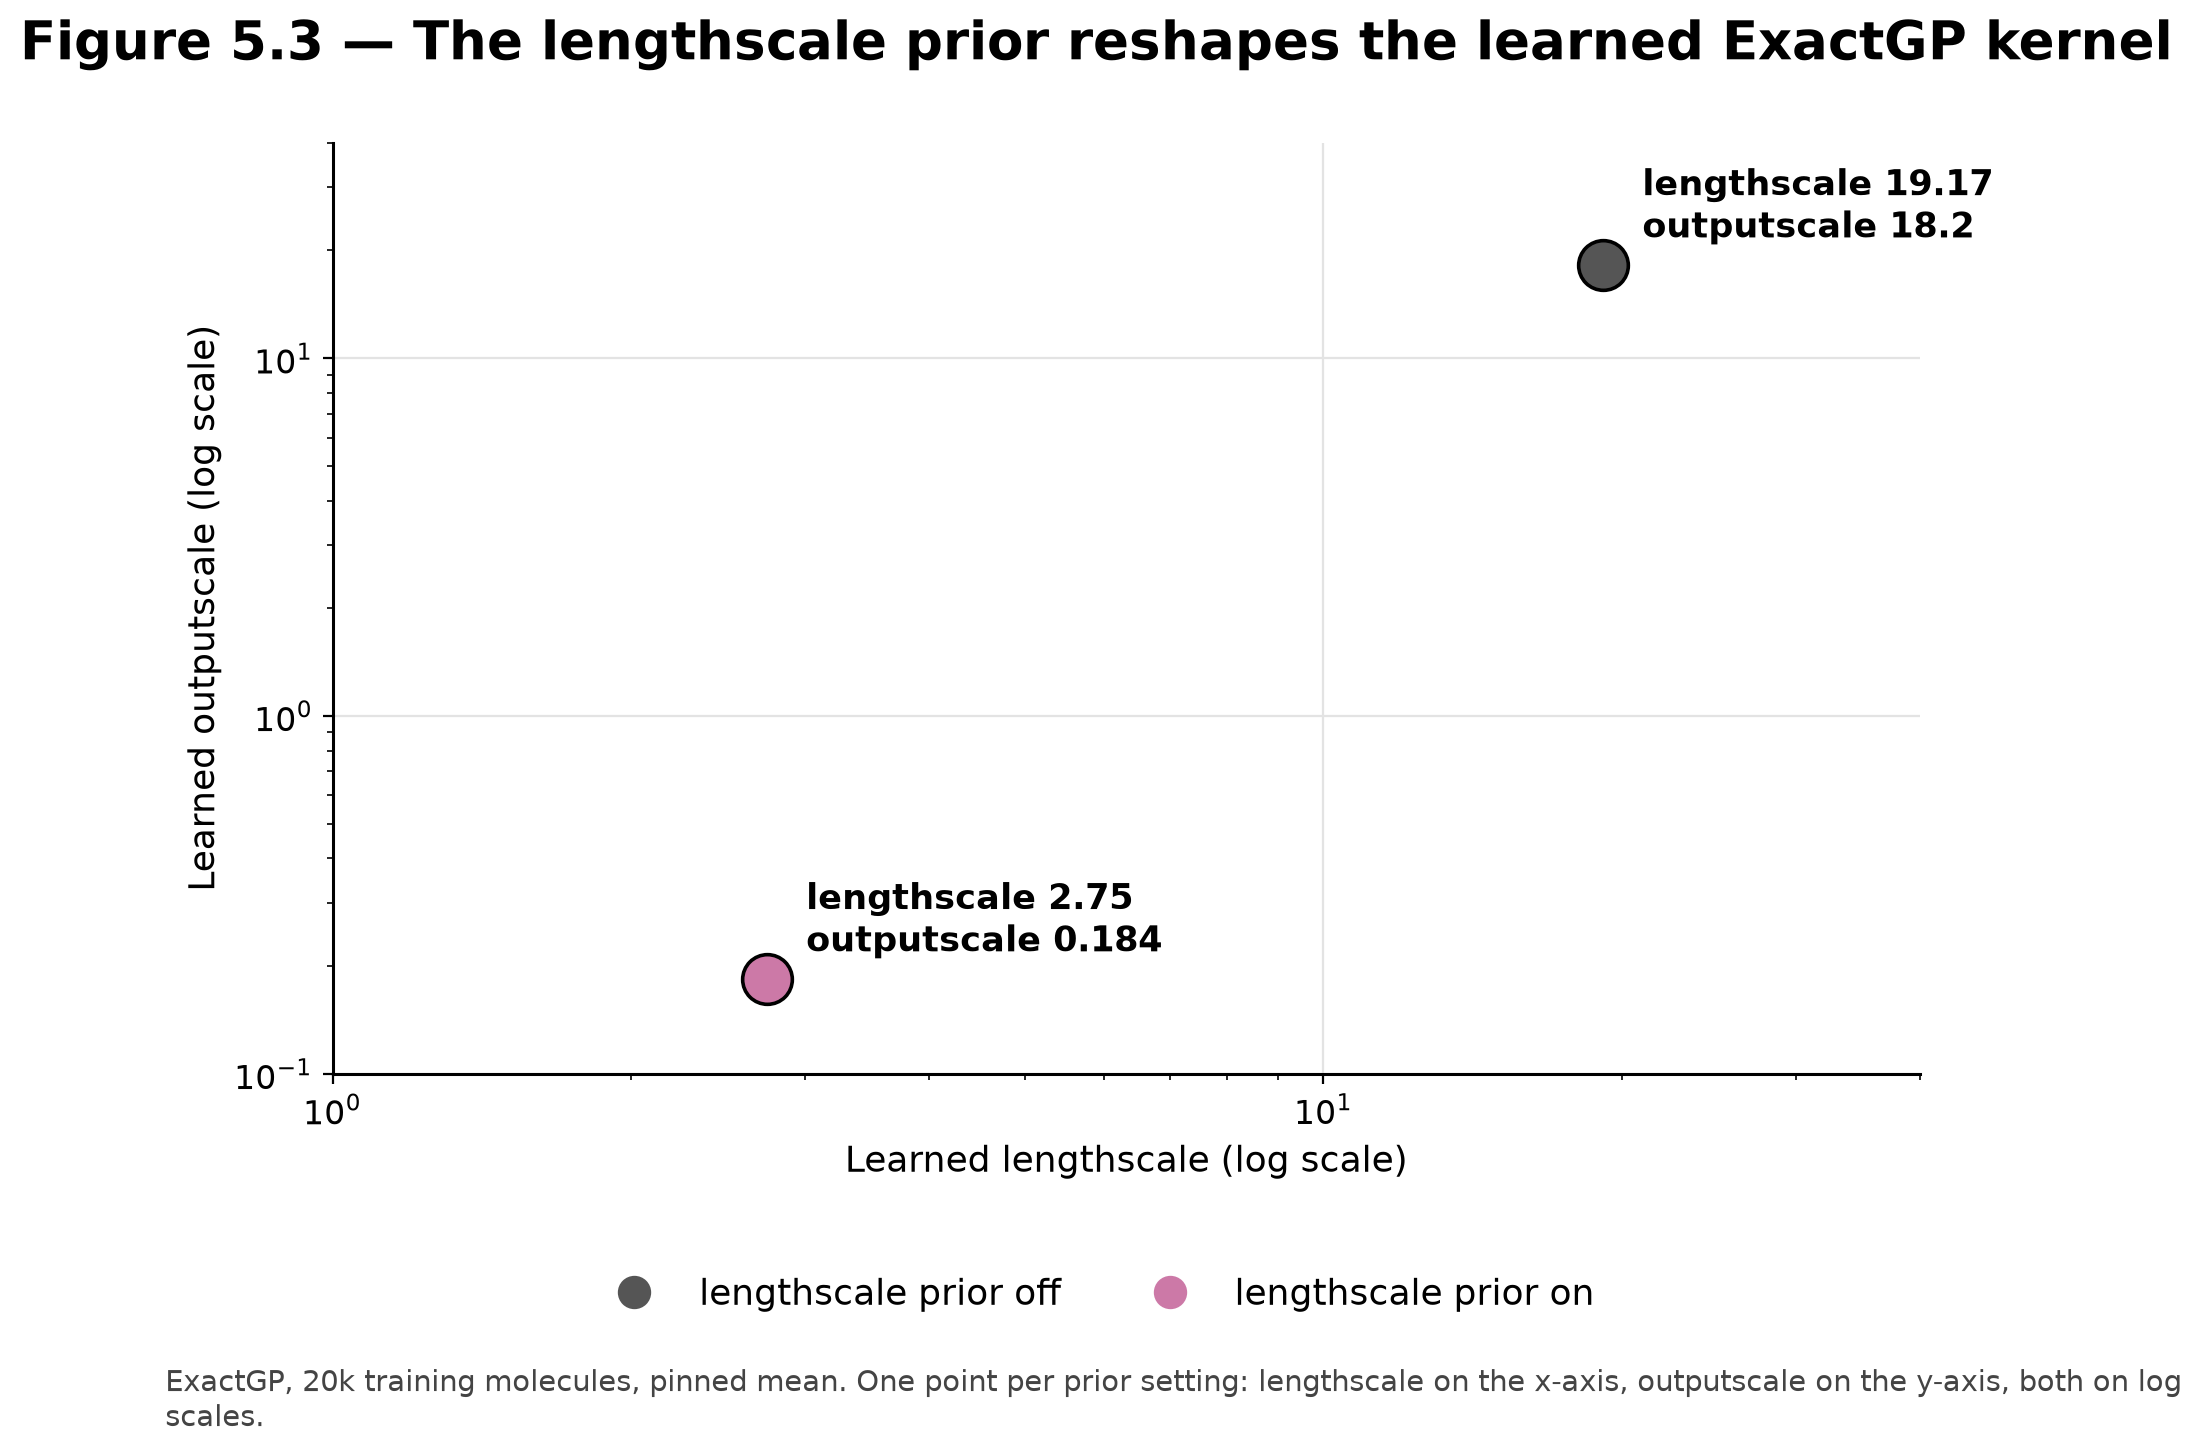 Figure 5.3 — The lengthscale prior reshapes the learned ExactGP kernel
lengthscale 19.17
outputscale 18.2
Learned outputscale (log scale)
10¹
10⁰
lengthscale 2.75
outputscale 0.184
10⁻¹
10⁰
10¹
Learned lengthscale (log scale)
lengthscale prior off
lengthscale prior on
ExactGP, 20k training molecules, pinned mean. One point per prior setting: lengthscale on the x-axis, outputscale on the y-axis, both on log
scales.